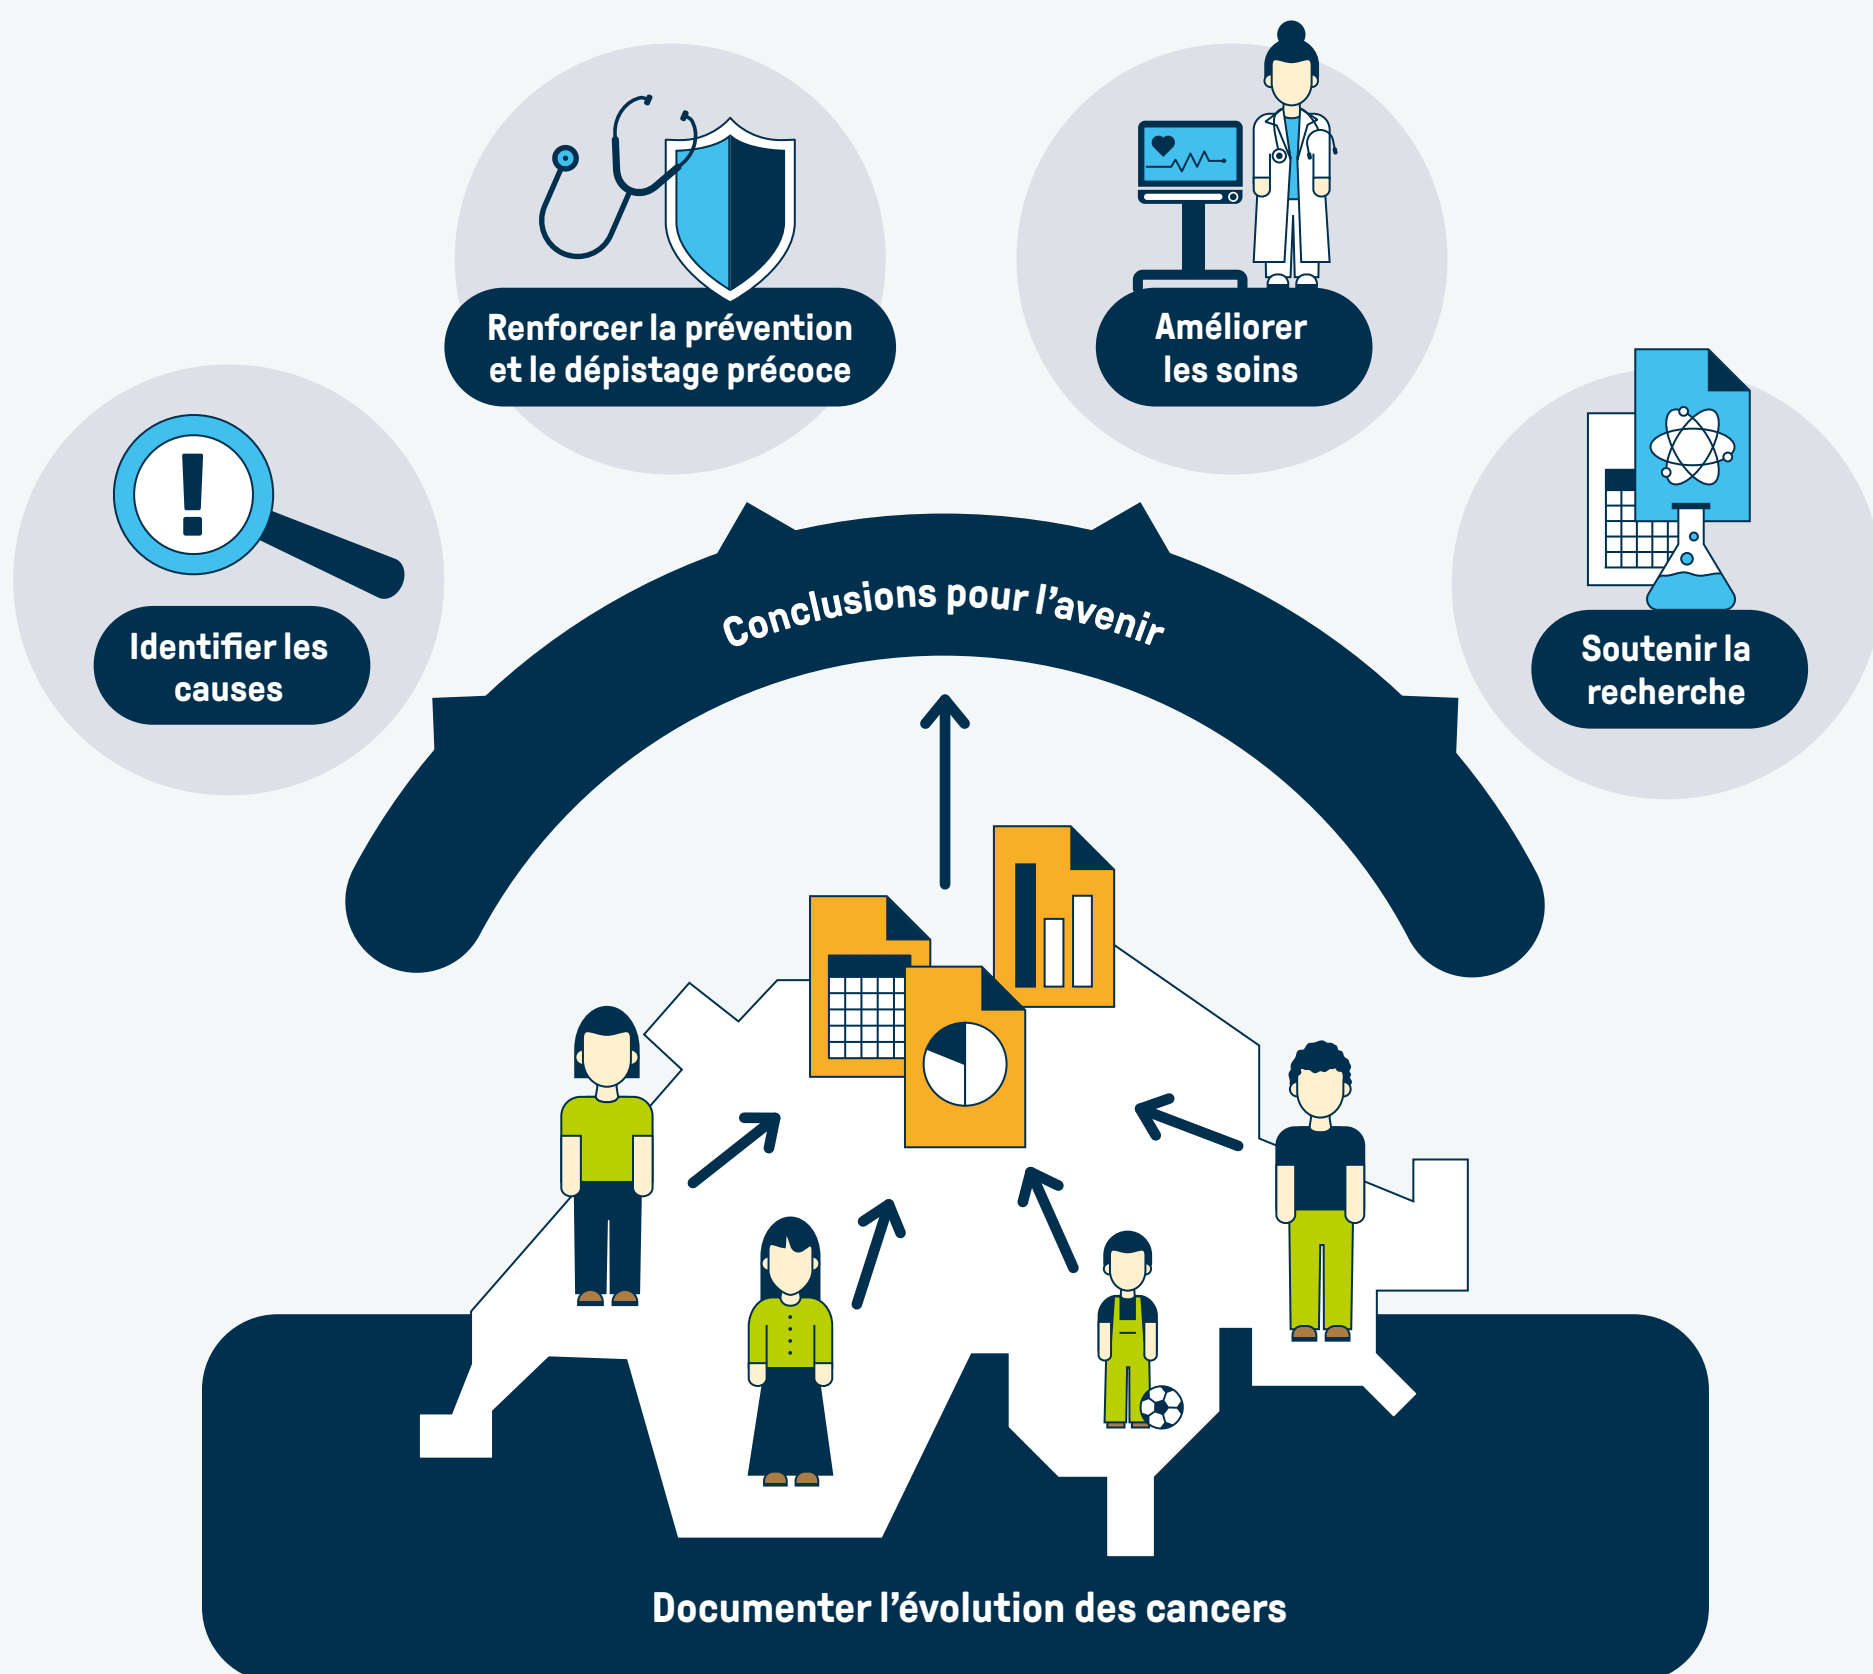 Renforcer la prévention
et le dépistage précoce
Améliorer
les soins
Identifier les
causes
Soutenir la
recherche
Conclusions pour l’avenir
Documenter l’évolution des cancers